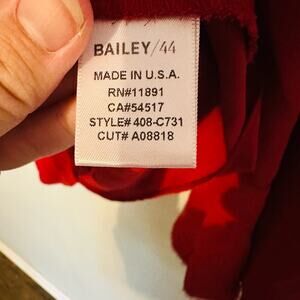 BAILEY/44
MADE IN U.S.A.
RN#11891
CA#54517
STYLE# 408-C731
CUT# A08818